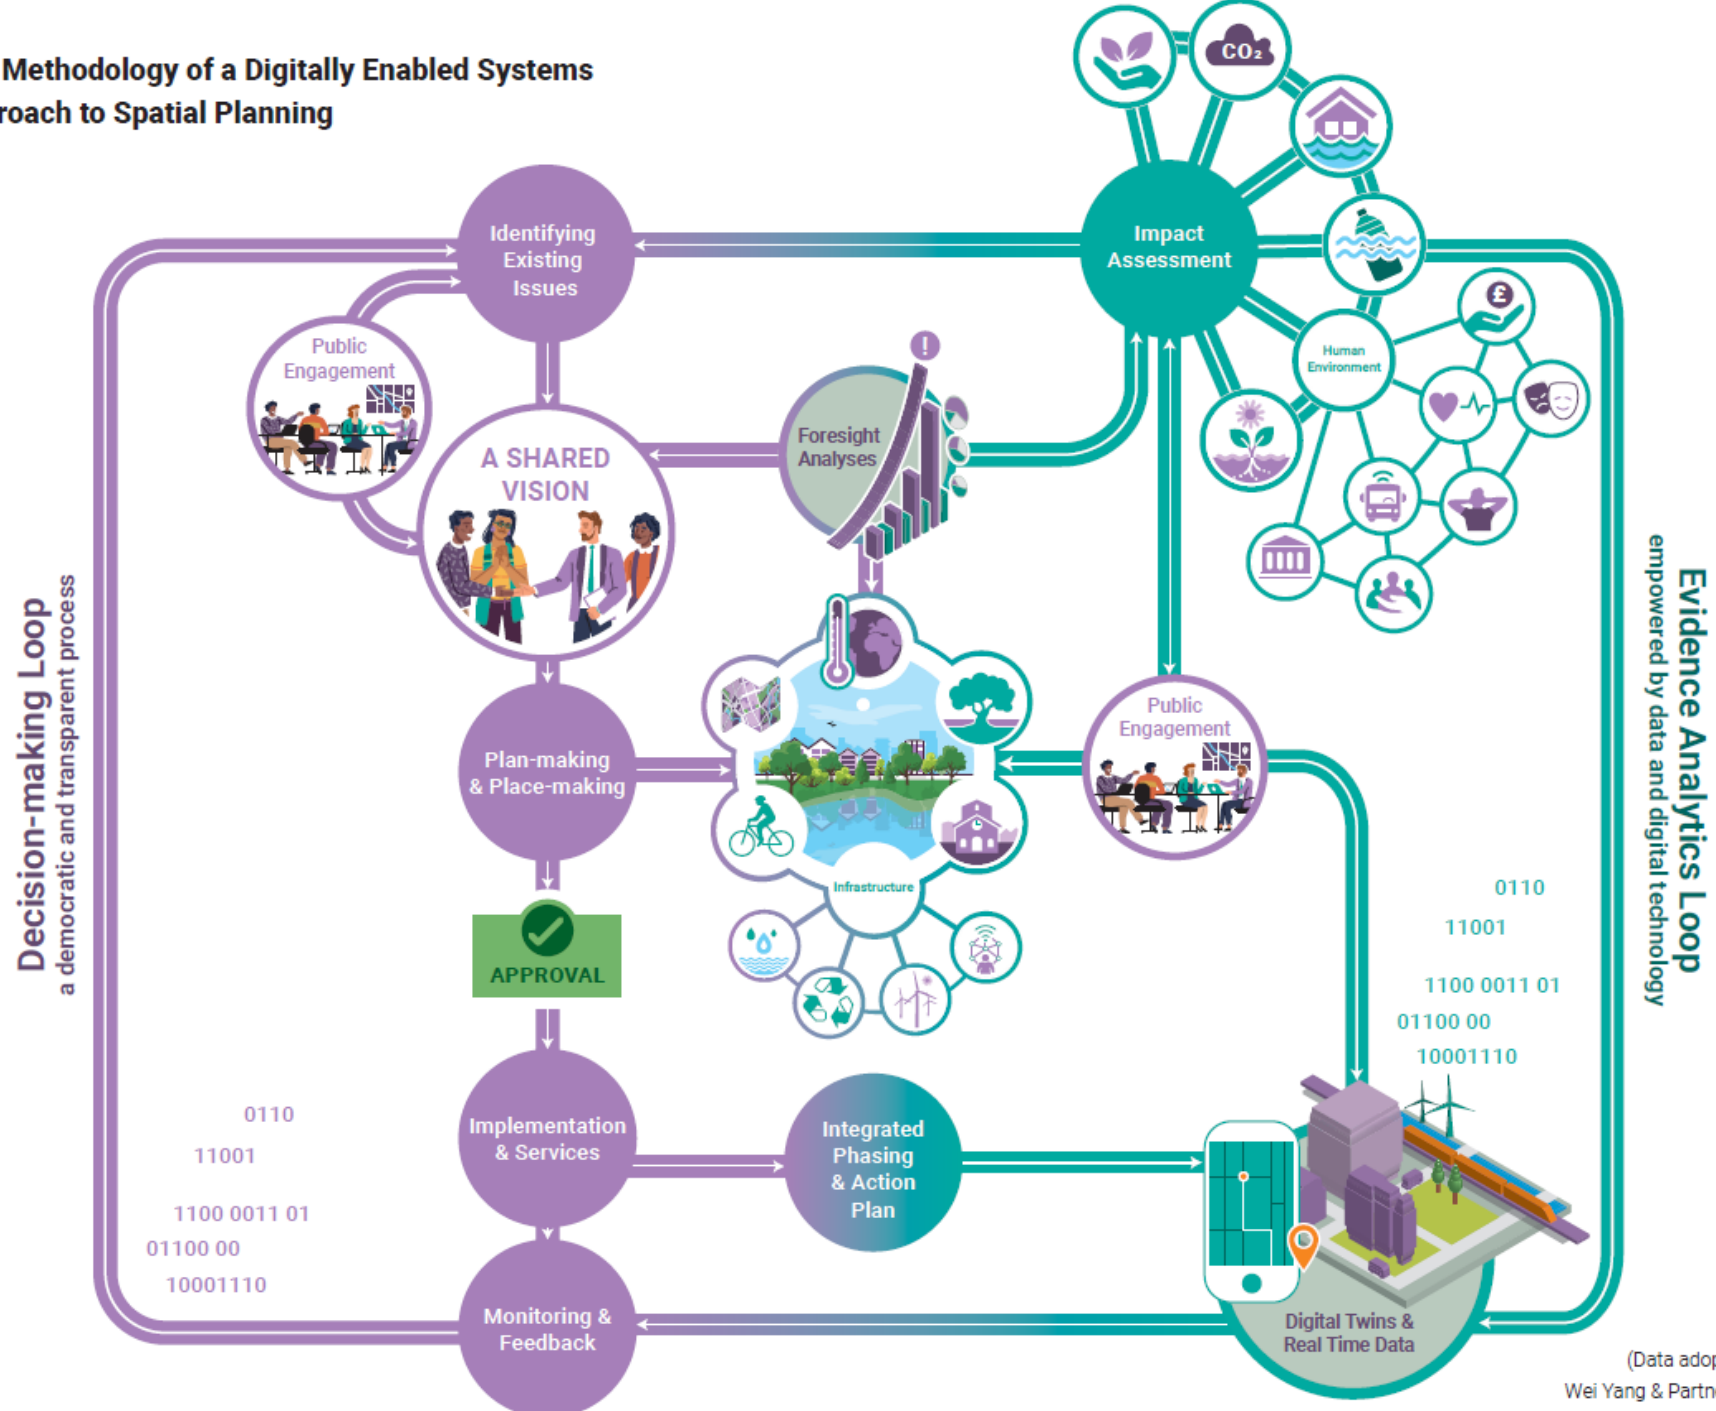 Methodology of a Digitally Enabled Systems
roach to Spatial Planning
CO₂
Identifying
Existing
Issues
Impact
Assessment
Public
Engagement
£
Human
Environment
!
Foresight
Analyses
A SHARED
VISION
Decision-making Loop
a democratic and transparent process
Evidence Analytics Loop
empowered by data and digital technology
Plan-making
& Place-making
Public
Engagement
Infrastructure
APPROVAL
0110
11001
1100 0011 01
01100 00
10001110
Implementation
& Services
Integrated
Phasing
& Action
Plan
0110
11001
1100 0011 01
01100 00
10001110
Monitoring &
Feedback
Digital Twins &
Real Time Data
(Data adop
Wei Yang & Partn